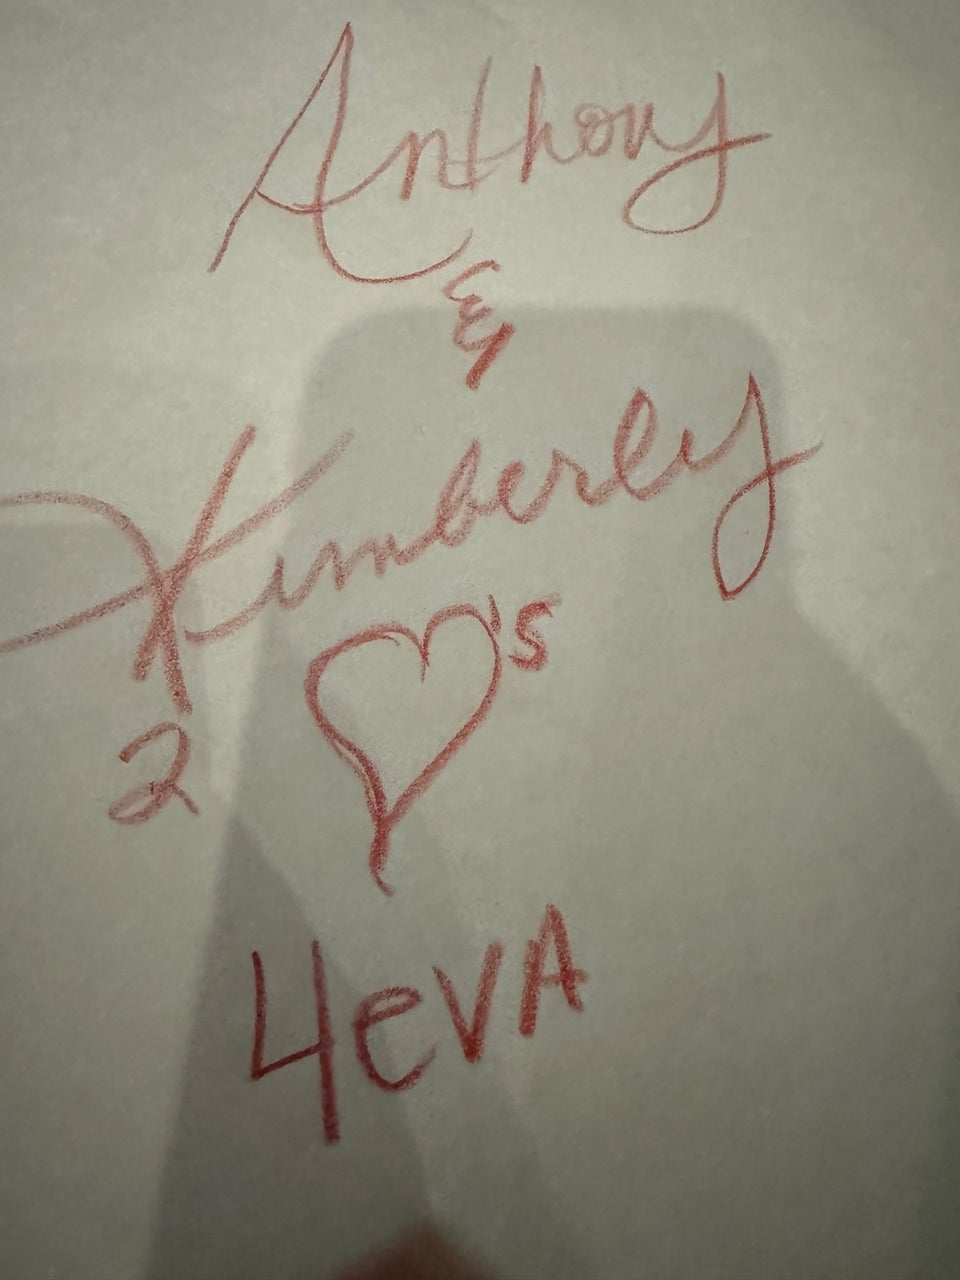 Anthony
&
Kimberly
2 ♡'s
4evA